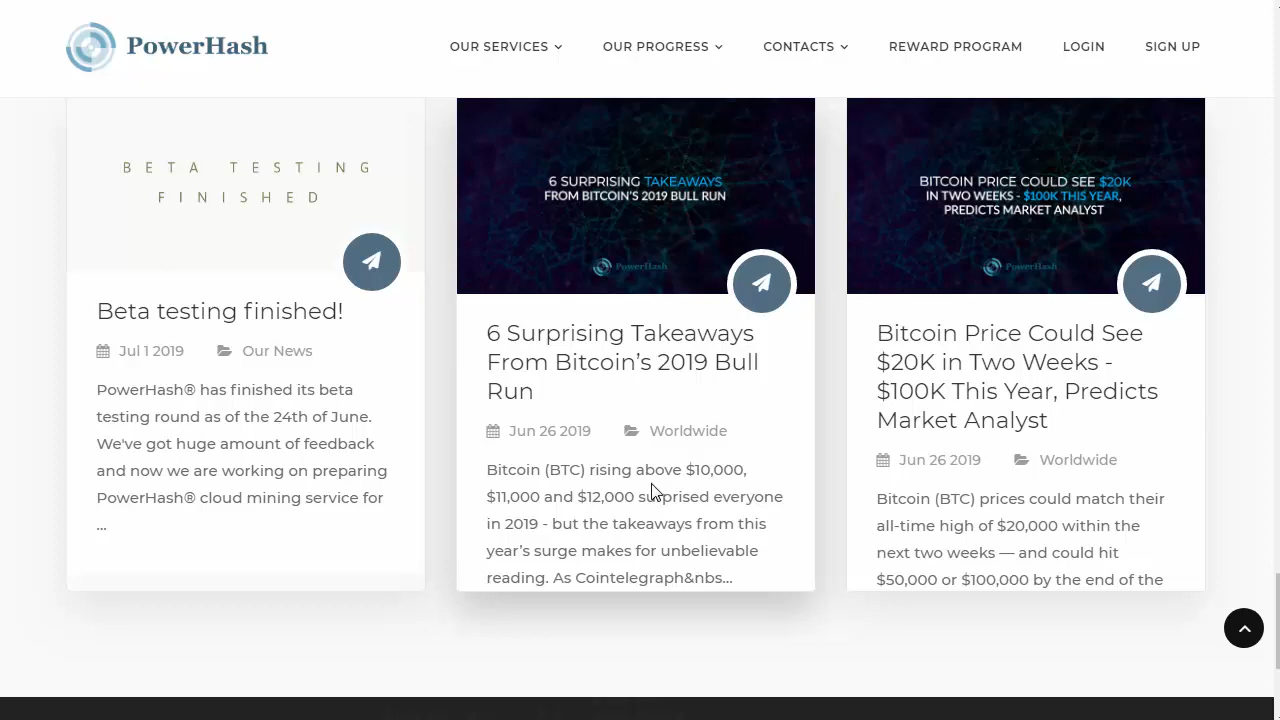 PowerHash
OUR SERVICES
OUR PROGRESS
CONTACTS
REWARD PROGRAM
LOGIN
SIGN UP
BETA TESTING
FINISHED
Beta testing finished!
Jul 1 2019
Our News
PowerHash® has finished its beta
testing round as of the 24th of June.
We've got huge amount of feedback
and now we are working on preparing
PowerHash® cloud mining service for
...
6 SURPRISING TAKEAWAYS
FROM BITCOIN'S 2019 BULL RUN
PowerHash
6 Surprising Takeaways
From Bitcoin’s 2019 Bull
Run
Jun 26 2019
Worldwide
Bitcoin (BTC) rising above $10,000,
$11,000 and $12,000 surprised everyone
in 2019 - but the takeaways from this
year’s surge makes for unbelievable
reading. As Cointelegraph&nbs...
BITCOIN PRICE COULD SEE $20K
IN TWO WEEKS - $100K THIS YEAR,
PREDICTS MARKET ANALYST
PowerHash
Bitcoin Price Could See
$20K in Two Weeks -
$100K This Year, Predicts
Market Analyst
Jun 26 2019
Worldwide
Bitcoin (BTC) prices could match their
all-time high of $20,000 within the
next two weeks — and could hit
$50,000 or $100,000 by the end of the